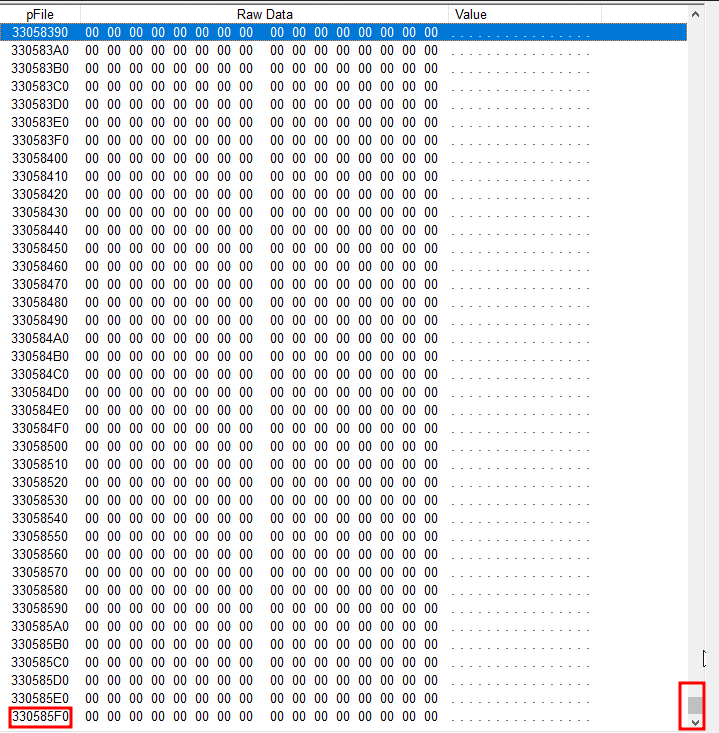 pFile Raw Data Value
33058390 00 00 00 00 00 00 00 00 00 00 00 00 00 00 00 00 . . . . . . . . . . . . . . . .
330583A0 00 00 00 00 00 00 00 00 00 00 00 00 00 00 00 00 . . . . . . . . . . . . . . . .
330583B0 00 00 00 00 00 00 00 00 00 00 00 00 00 00 00 00 . . . . . . . . . . . . . . . .
330583C0 00 00 00 00 00 00 00 00 00 00 00 00 00 00 00 00 . . . . . . . . . . . . . . . .
330583D0 00 00 00 00 00 00 00 00 00 00 00 00 00 00 00 00 . . . . . . . . . . . . . . . .
330583E0 00 00 00 00 00 00 00 00 00 00 00 00 00 00 00 00 . . . . . . . . . . . . . . . .
330583F0 00 00 00 00 00 00 00 00 00 00 00 00 00 00 00 00 . . . . . . . . . . . . . . . .
33058400 00 00 00 00 00 00 00 00 00 00 00 00 00 00 00 00 . . . . . . . . . . . . . . . .
33058410 00 00 00 00 00 00 00 00 00 00 00 00 00 00 00 00 . . . . . . . . . . . . . . . .
33058420 00 00 00 00 00 00 00 00 00 00 00 00 00 00 00 00 . . . . . . . . . . . . . . . .
33058430 00 00 00 00 00 00 00 00 00 00 00 00 00 00 00 00 . . . . . . . . . . . . . . . .
33058440 00 00 00 00 00 00 00 00 00 00 00 00 00 00 00 00 . . . . . . . . . . . . . . . .
33058450 00 00 00 00 00 00 00 00 00 00 00 00 00 00 00 00 . . . . . . . . . . . . . . . .
33058460 00 00 00 00 00 00 00 00 00 00 00 00 00 00 00 00 . . . . . . . . . . . . . . . .
33058470 00 00 00 00 00 00 00 00 00 00 00 00 00 00 00 00 . . . . . . . . . . . . . . . .
33058480 00 00 00 00 00 00 00 00 00 00 00 00 00 00 00 00 . . . . . . . . . . . . . . . .
33058490 00 00 00 00 00 00 00 00 00 00 00 00 00 00 00 00 . . . . . . . . . . . . . . . .
330584A0 00 00 00 00 00 00 00 00 00 00 00 00 00 00 00 00 . . . . . . . . . . . . . . . .
330584B0 00 00 00 00 00 00 00 00 00 00 00 00 00 00 00 00 . . . . . . . . . . . . . . . .
330584C0 00 00 00 00 00 00 00 00 00 00 00 00 00 00 00 00 . . . . . . . . . . . . . . . .
330584D0 00 00 00 00 00 00 00 00 00 00 00 00 00 00 00 00 . . . . . . . . . . . . . . . .
330584E0 00 00 00 00 00 00 00 00 00 00 00 00 00 00 00 00 . . . . . . . . . . . . . . . .
330584F0 00 00 00 00 00 00 00 00 00 00 00 00 00 00 00 00 . . . . . . . . . . . . . . . .
33058500 00 00 00 00 00 00 00 00 00 00 00 00 00 00 00 00 . . . . . . . . . . . . . . . .
33058510 00 00 00 00 00 00 00 00 00 00 00 00 00 00 00 00 . . . . . . . . . . . . . . . .
33058520 00 00 00 00 00 00 00 00 00 00 00 00 00 00 00 00 . . . . . . . . . . . . . . . .
33058530 00 00 00 00 00 00 00 00 00 00 00 00 00 00 00 00 . . . . . . . . . . . . . . . .
33058540 00 00 00 00 00 00 00 00 00 00 00 00 00 00 00 00 . . . . . . . . . . . . . . . .
33058550 00 00 00 00 00 00 00 00 00 00 00 00 00 00 00 00 . . . . . . . . . . . . . . . .
33058560 00 00 00 00 00 00 00 00 00 00 00 00 00 00 00 00 . . . . . . . . . . . . . . . .
33058570 00 00 00 00 00 00 00 00 00 00 00 00 00 00 00 00 . . . . . . . . . . . . . . . .
33058580 00 00 00 00 00 00 00 00 00 00 00 00 00 00 00 00 . . . . . . . . . . . . . . . .
33058590 00 00 00 00 00 00 00 00 00 00 00 00 00 00 00 00 . . . . . . . . . . . . . . . .
330585A0 00 00 00 00 00 00 00 00 00 00 00 00 00 00 00 00 . . . . . . . . . . . . . . . .
330585B0 00 00 00 00 00 00 00 00 00 00 00 00 00 00 00 00 . . . . . . . . . . . . . . . .
330585C0 00 00 00 00 00 00 00 00 00 00 00 00 00 00 00 00 . . . . . . . . . . . . . . . .
330585D0 00 00 00 00 00 00 00 00 00 00 00 00 00 00 00 00 . . . . . . . . . . . . . . . .
330585E0 00 00 00 00 00 00 00 00 00 00 00 00 00 00 00 00 . . . . . . . . . . . . . . . .
330585F0 00 00 00 00 00 00 00 00 00 00 00 00 00 00 00 00 . . . . . . . . . . . . . . . .